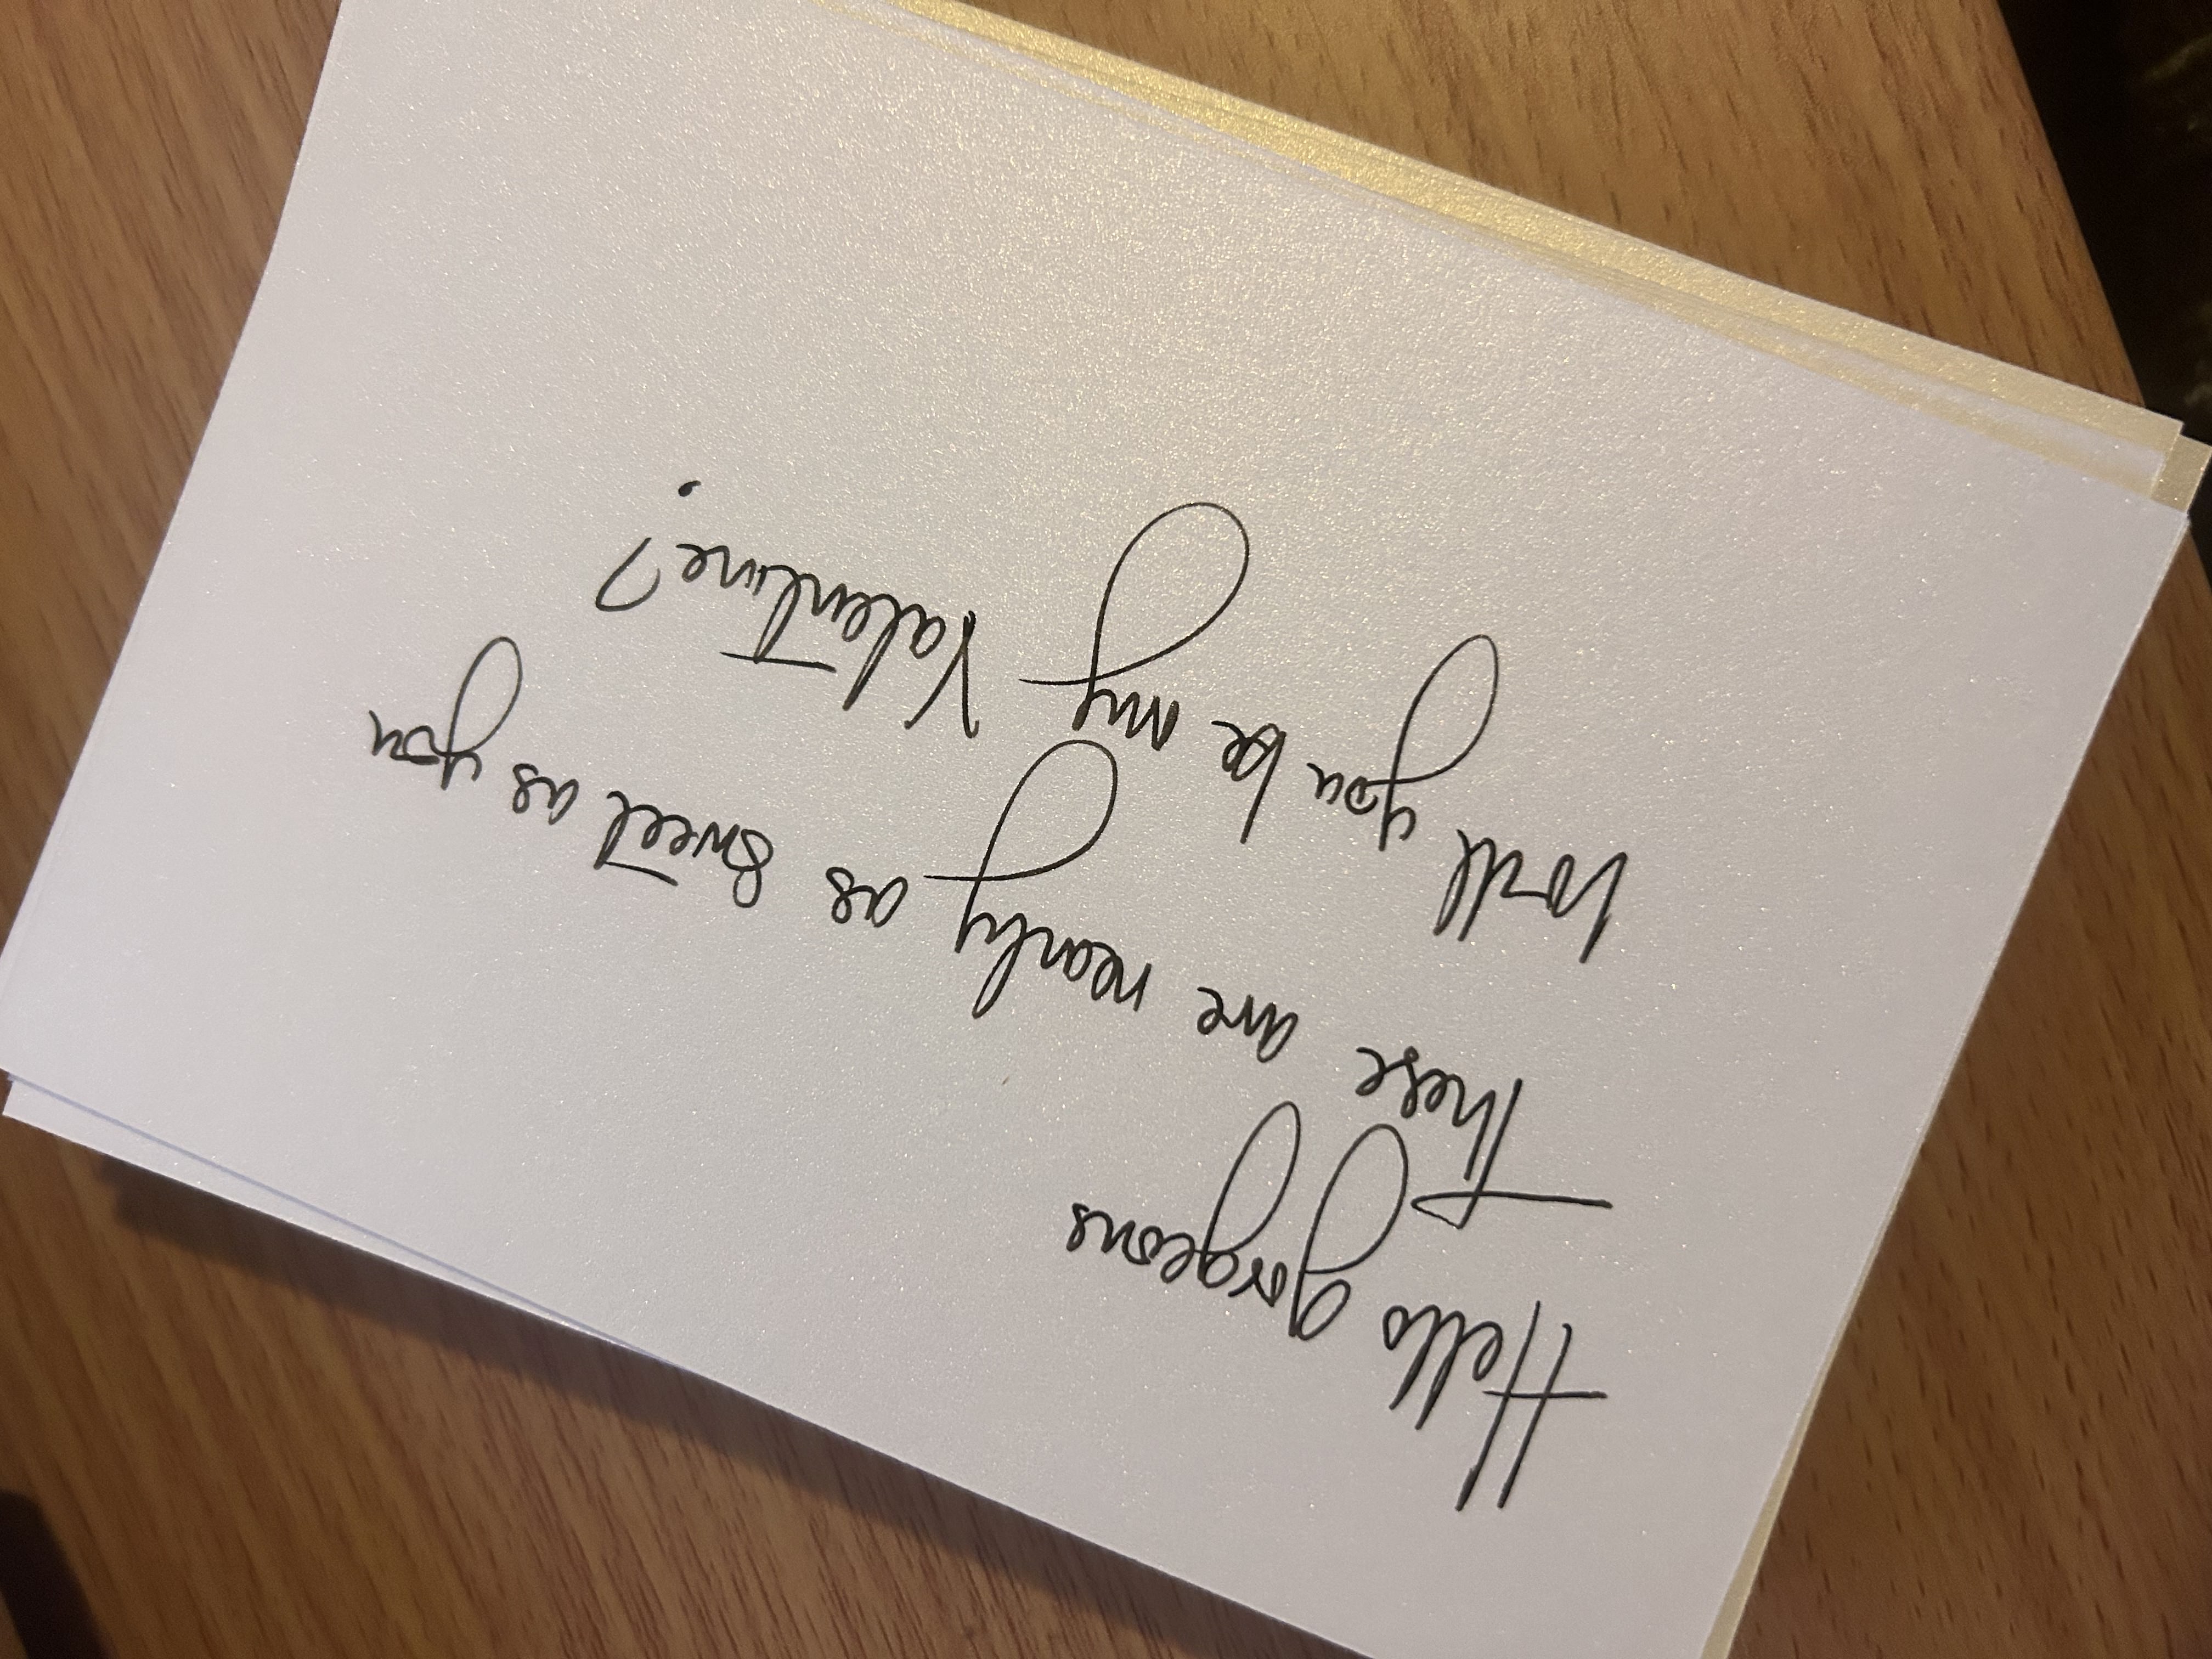 Hello gorgeous
These are nearly as sweet as you
Will you be my Valentine?